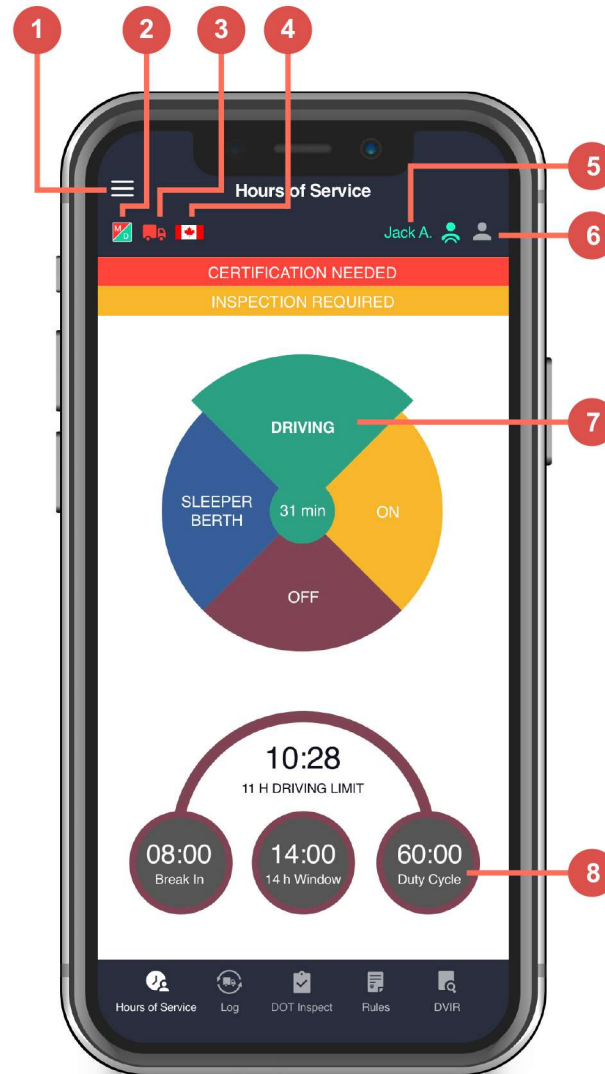 1
2
3
4
Hours of Service
5
M/D
Jack A.
6
CERTIFICATION NEEDED
INSPECTION REQUIRED
DRIVING
7
SLEEPER
BERTH
31 min
ON
OFF
10:28
11 H DRIVING LIMIT
08:00
Break In
14:00
14 h Window
60:00
Duty Cycle
8
Hours of Service
Log
DOT Inspect
Rules
DVIR